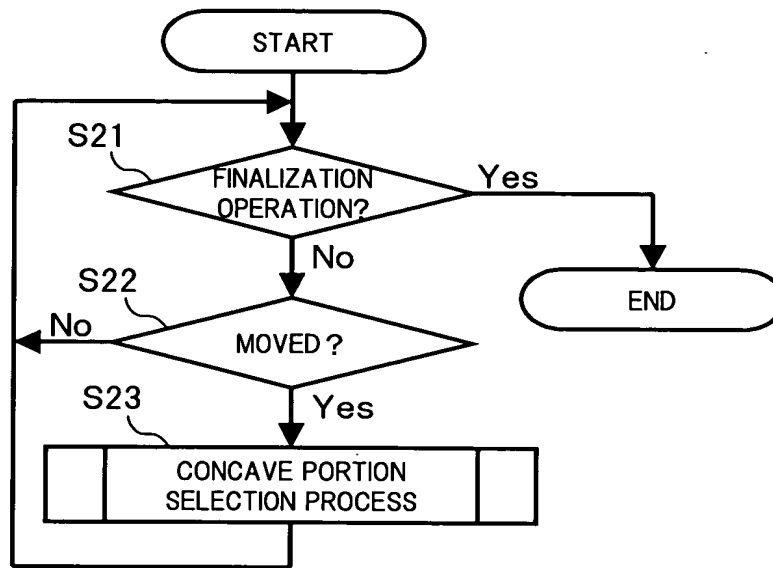 START
S21
FINALIZATION
OPERATION?
Yes
No
END
S22
No
MOVED?
Yes
S23
CONCAVE PORTION
SELECTION PROCESS